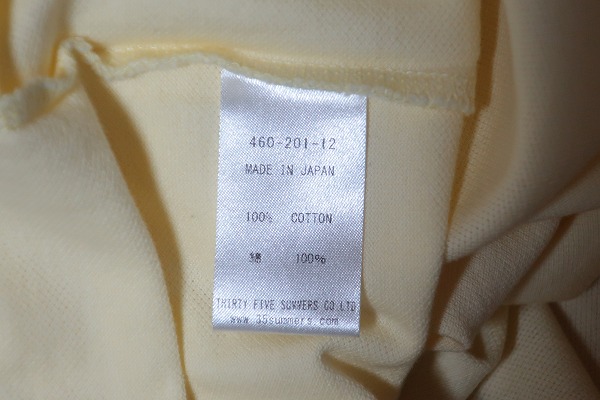 460-201-12
MADE IN JAPAN
100% COTTON
綿 100%
THIRTY FIVE SUMMERS CO LTD
www.35summers.com